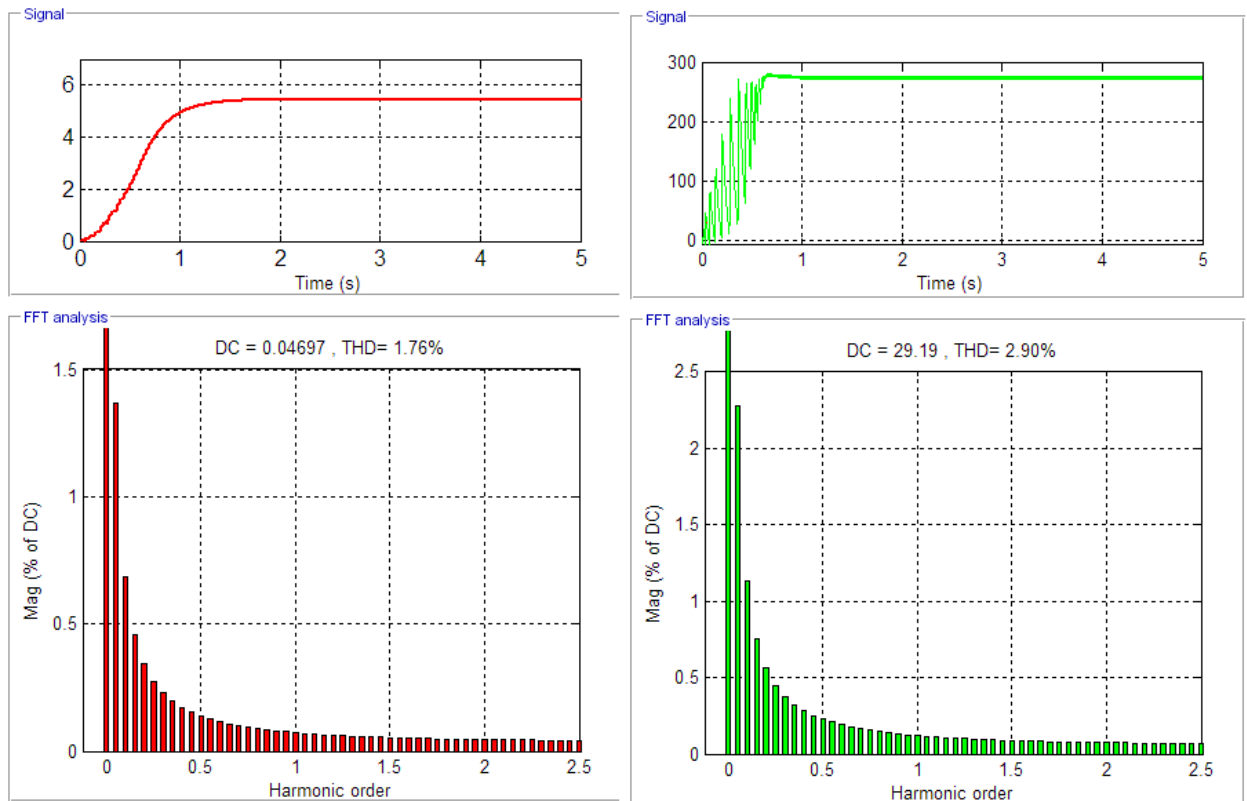 Signal
6
4
2
0
0 1 2 3 4 5
Time (s)
Signal
300
200
100
0
0 1 2 3 4 5
Time (s)
FFT analysis
DC = 0.04697 , THD= 1.76%
1.5
1
0.5
0
Mag (% of DC)
0 0.5 1 1.5 2 2.5
Harmonic order
FFT analysis
DC = 29.19 , THD= 2.90%
2.5
2
1.5
1
0.5
0
Mag (% of DC)
0 0.5 1 1.5 2 2.5
Harmonic order